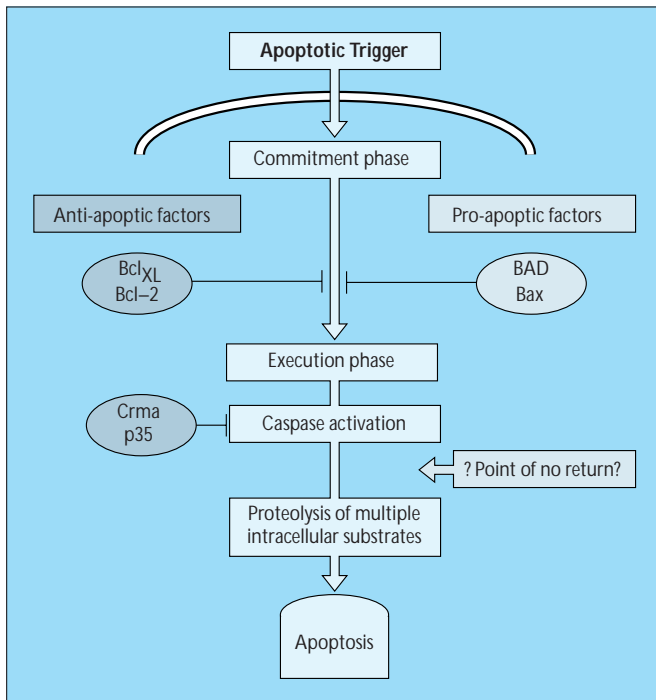 Apoptotic Trigger
Commitment phase
Anti-apoptic factors
Pro-apoptic factors
BclXL
Bcl–2
BAD
Bax
Execution phase
Crma
p35
Caspase activation
? Point of no return?
Proteolysis of multiple
intracellular substrates
Apoptosis